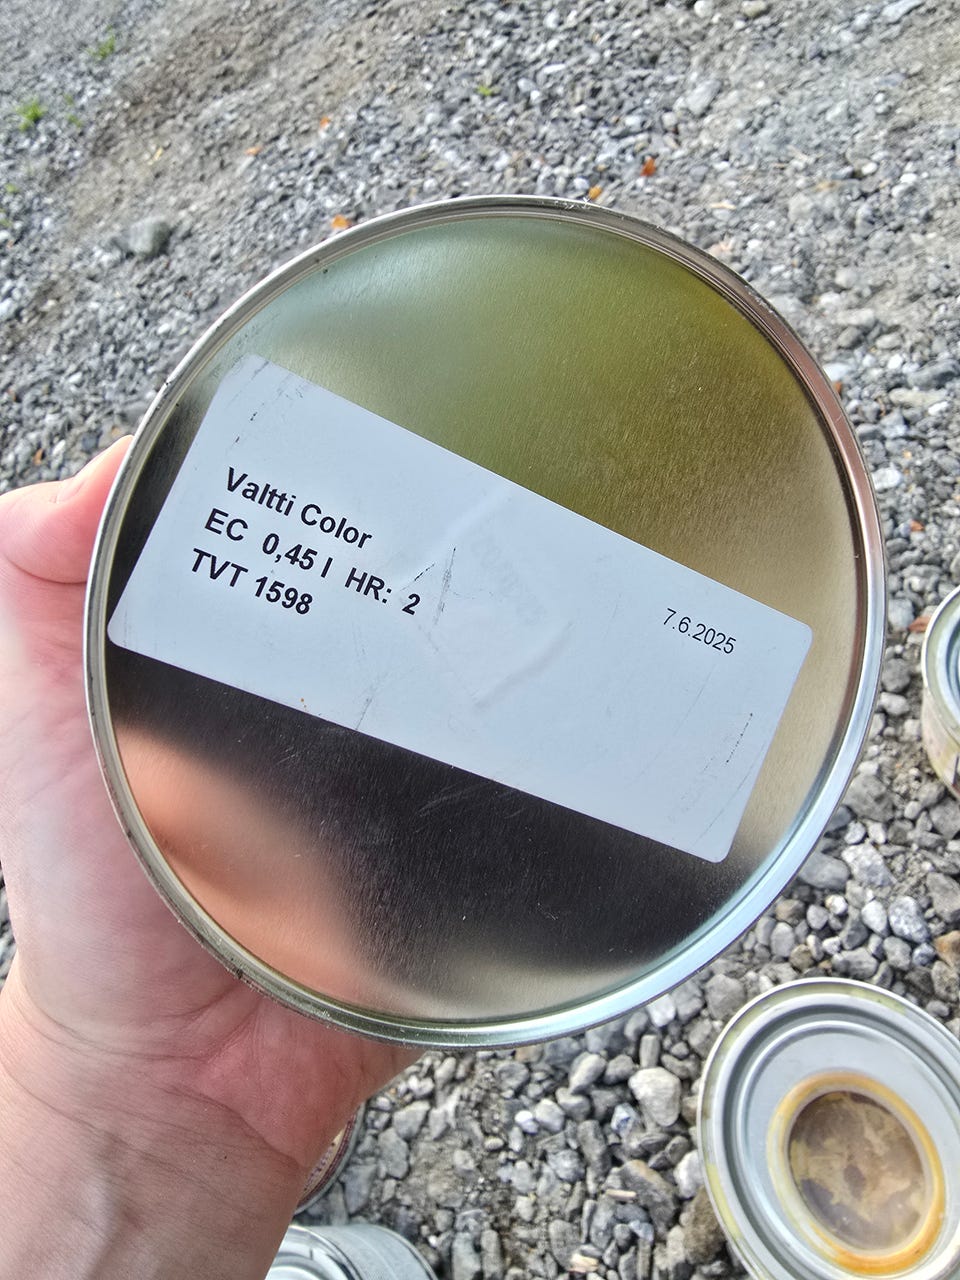 Valtti Color
EC 0,45 l HR: 2
TVT 1598
7.6.2025